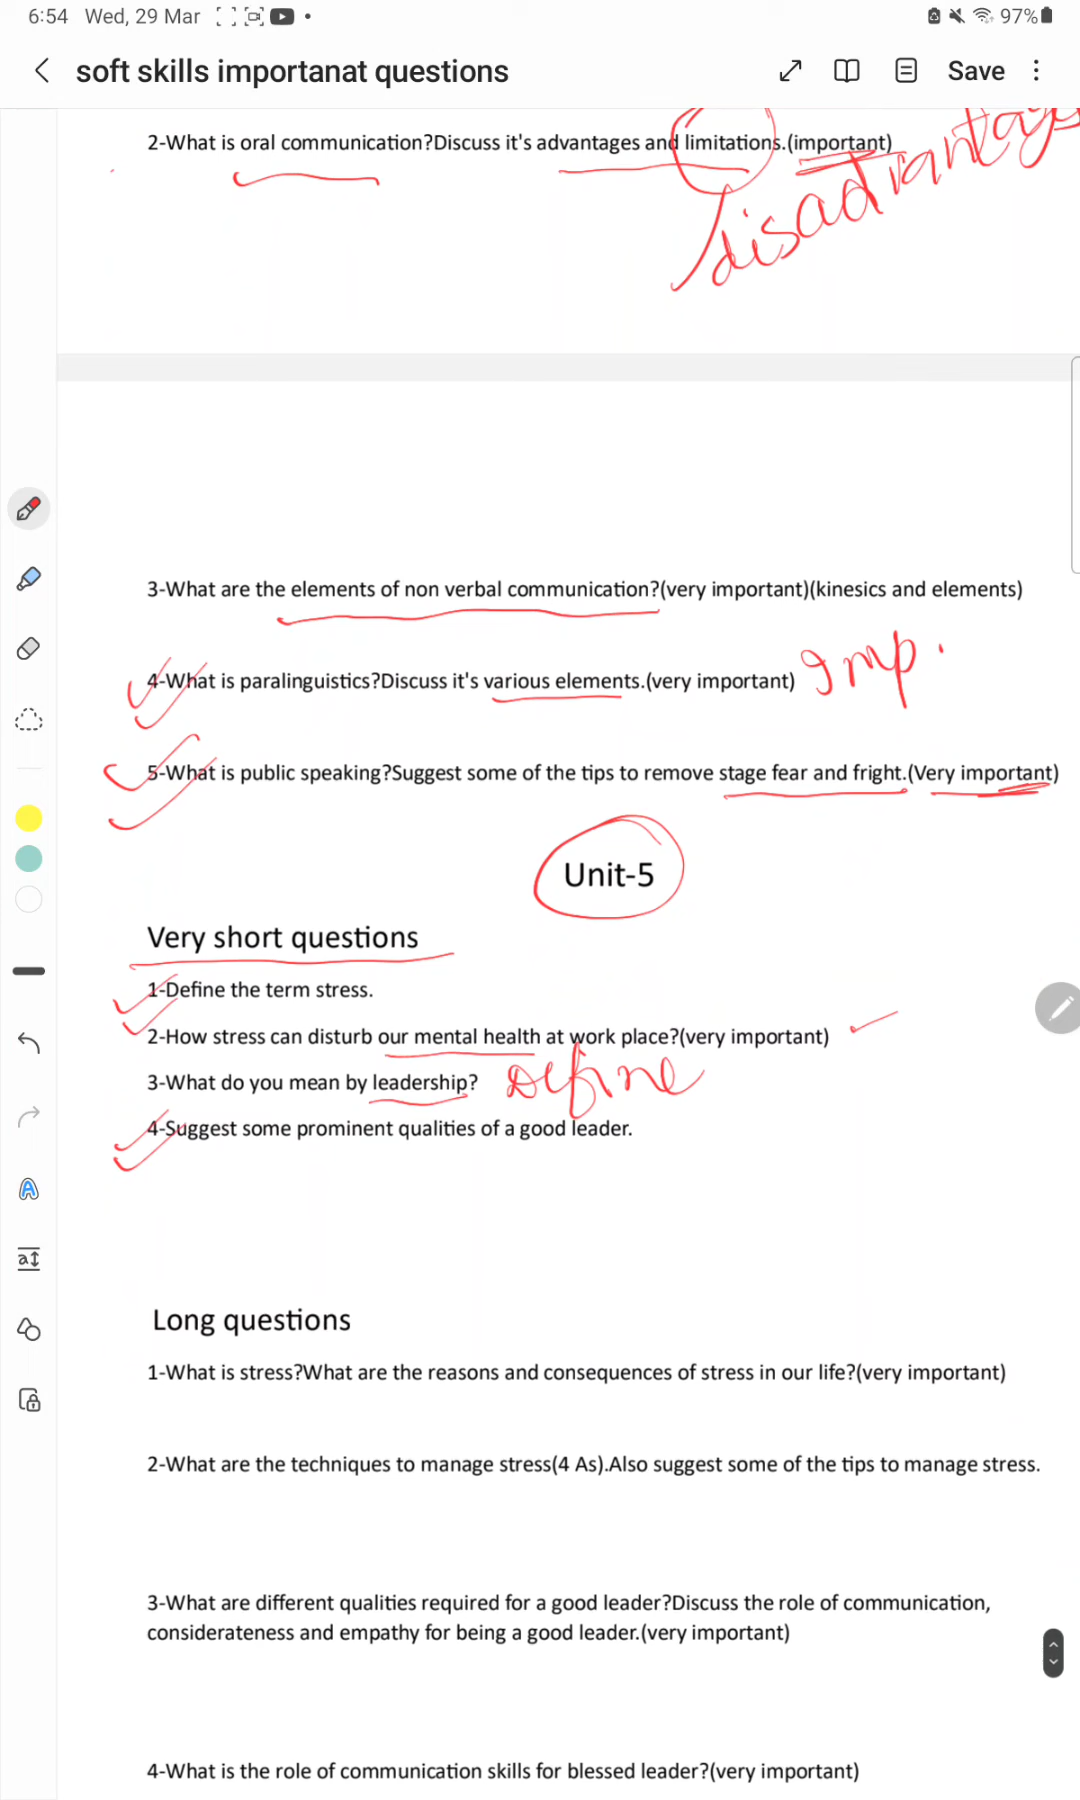 6:54 Wed, 29 Mar 97%
soft skills importanat questions Save
2-What is oral communication?Discuss it's advantages and limitations.(important)
disadvantages
3-What are the elements of non verbal communication?(very important)(kinesics and elements)
4-What is paralinguistics?Discuss it's various elements.(very important) Imp.
5-What is public speaking?Suggest some of the tips to remove stage fear and fright.(Very important)
Unit-5
Very short questions
1-Define the term stress.
2-How stress can disturb our mental health at work place?(very important)
3-What do you mean by leadership? Define
4-Suggest some prominent qualities of a good leader.
Long questions
1-What is stress?What are the reasons and consequences of stress in our life?(very important)
2-What are the techniques to manage stress(4 As).Also suggest some of the tips to manage stress.
3-What are different qualities required for a good leader?Discuss the role of communication,
considerateness and empathy for being a good leader.(very important)
4-What is the role of communication skills for blessed leader?(very important)